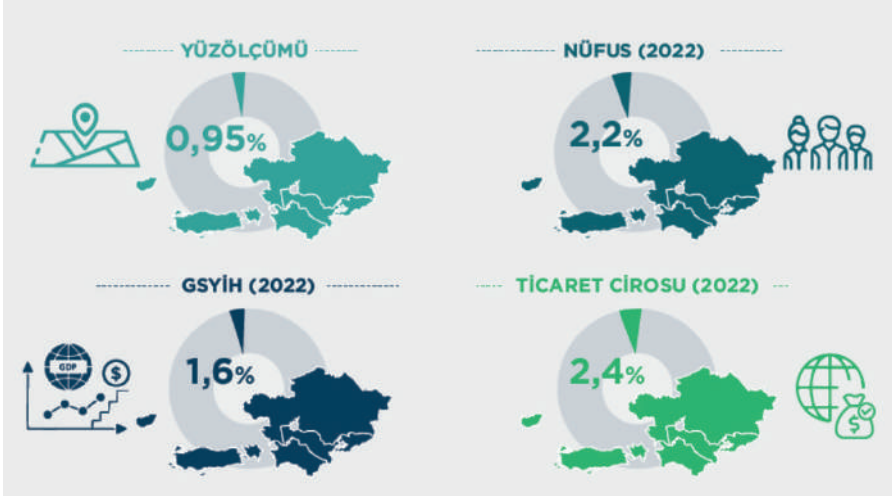 YÜZÖLÇÜMÜ
0,95%
NÜFUS (2022)
2,2%
GSYİH (2022)
GDP
$
1,6%
TİCARET CİROSU (2022)
2,4%
$